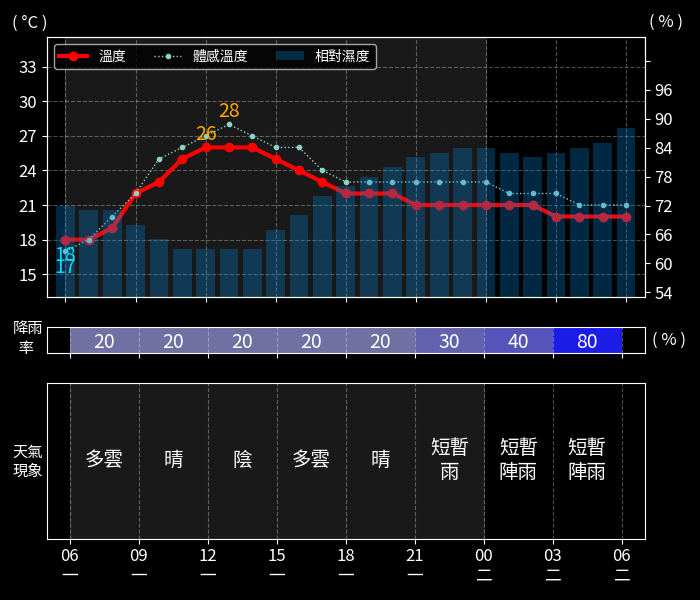 ( °C )
( % )
溫度 體感溫度 相對濕度
33
30
27
24
21
18
15
96
90
84
78
72
66
60
54
28
26
18
17
降雨
率
20 20 20 20 20 30 40 80
( % )
天氣
現象
多雲 晴 陰 多雲 晴 短暫
雨 短暫
陣雨 短暫
陣雨
06 09 12 15 18 21 00 03 06
一 一 一 一 一 一 二 二 二